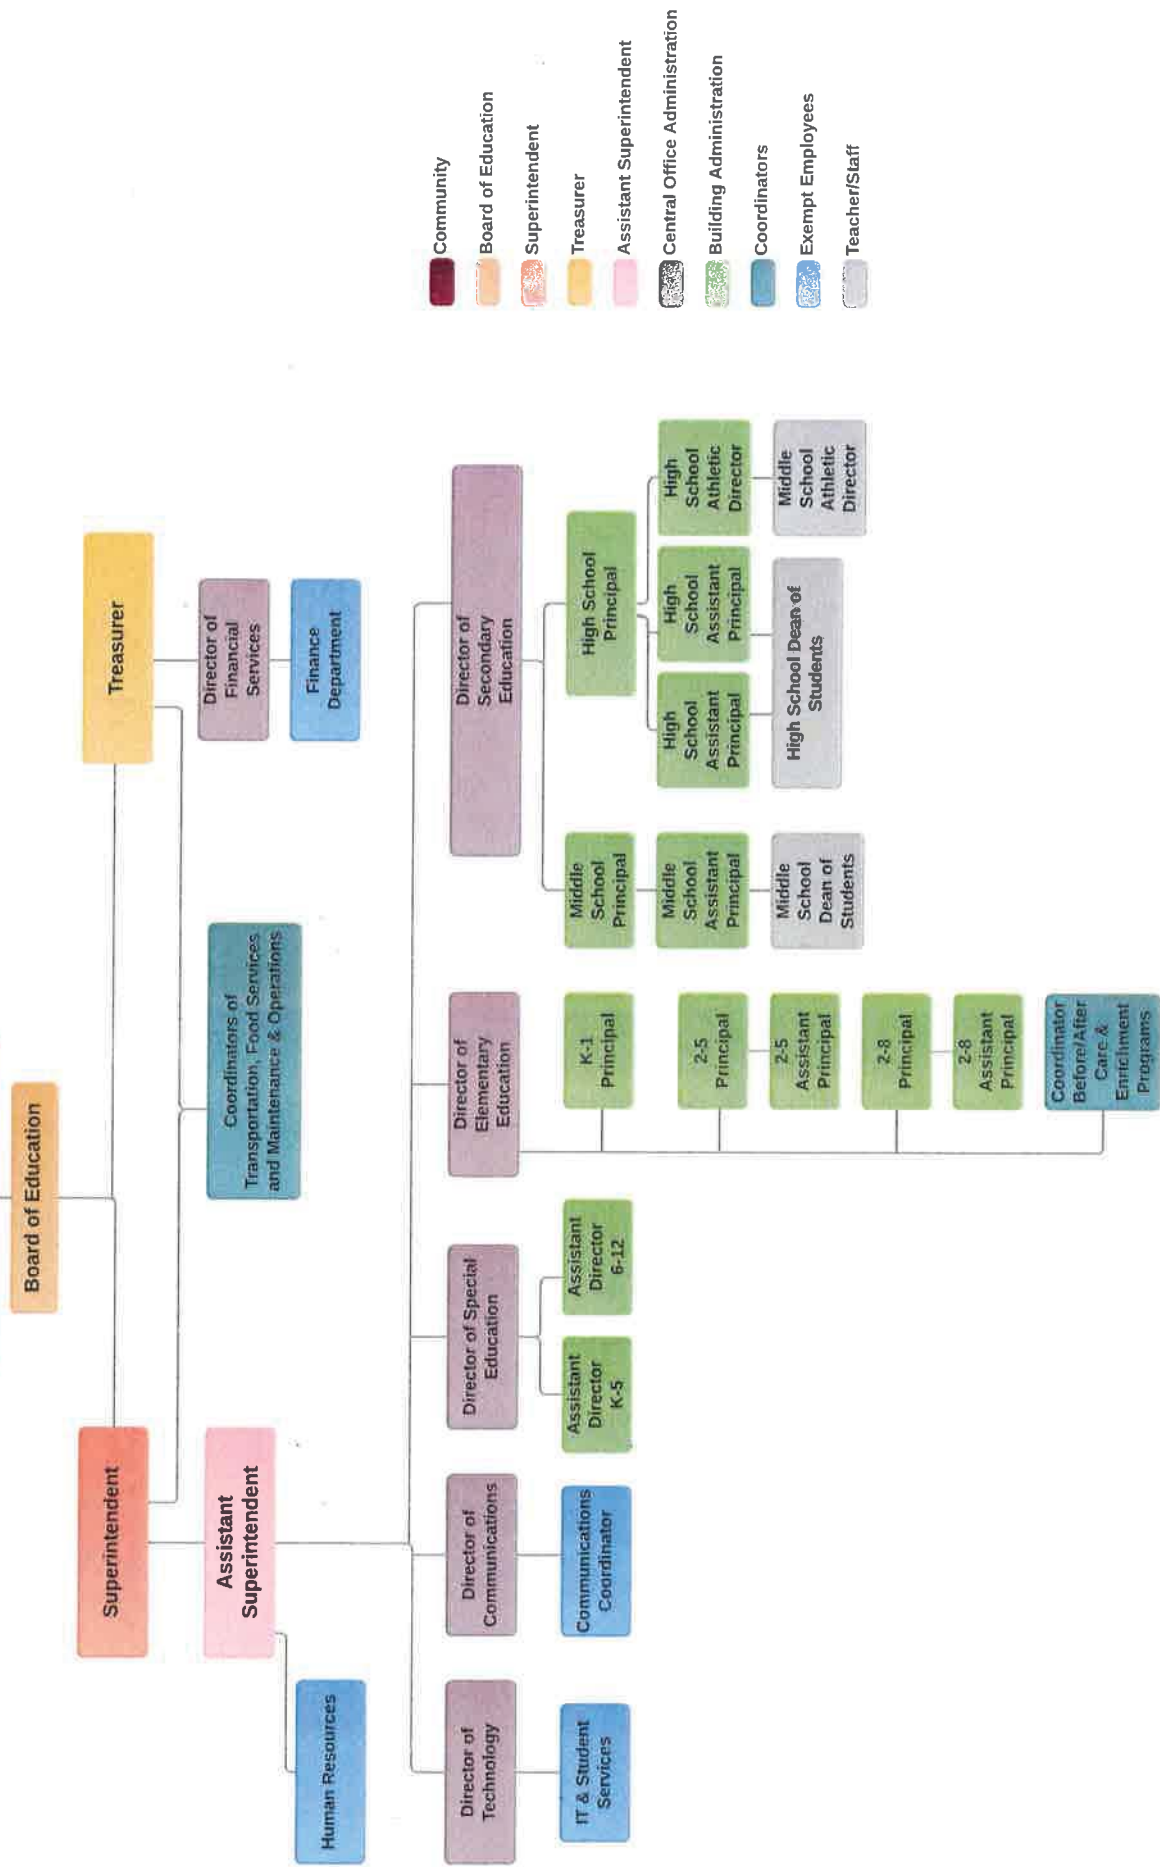 Board of Education
Superintendent
Treasurer
Assistant
Superintendent
Coordinators of
Transportation, Food Services
and Maintenance & Operations
Director of
Financial
Services
Human Resources
Finance
Department
Director of
Technology
Director of
Communications
Director of Special
Education
Director of
Elementary
Education
Director of
Secondary
Education
IT & Student
Services
Communications
Coordinator
Assistant
Director
K-5
Assistant
Director
6-12
K-1
Principal
2-5
Principal
2-5
Assistant
Principal
2-8
Principal
2-8
Assistant
Principal
Coordinator
Before/After
Care &
Enrichment
Programs
Middle
School
Principal
Middle
School
Assistant
Principal
Middle
School
Dean of
Students
High School
Principal
High
School
Assistant
Principal
High
School
Assistant
Principal
High
School
Athletic
Director
High School Dean of
Students
Middle
School
Athletic
Director
Community
Board of Education
Superintendent
Treasurer
Assistant Superintendent
Central Office Administration
Building Administration
Coordinators
Exempt Employees
Teacher/Staff